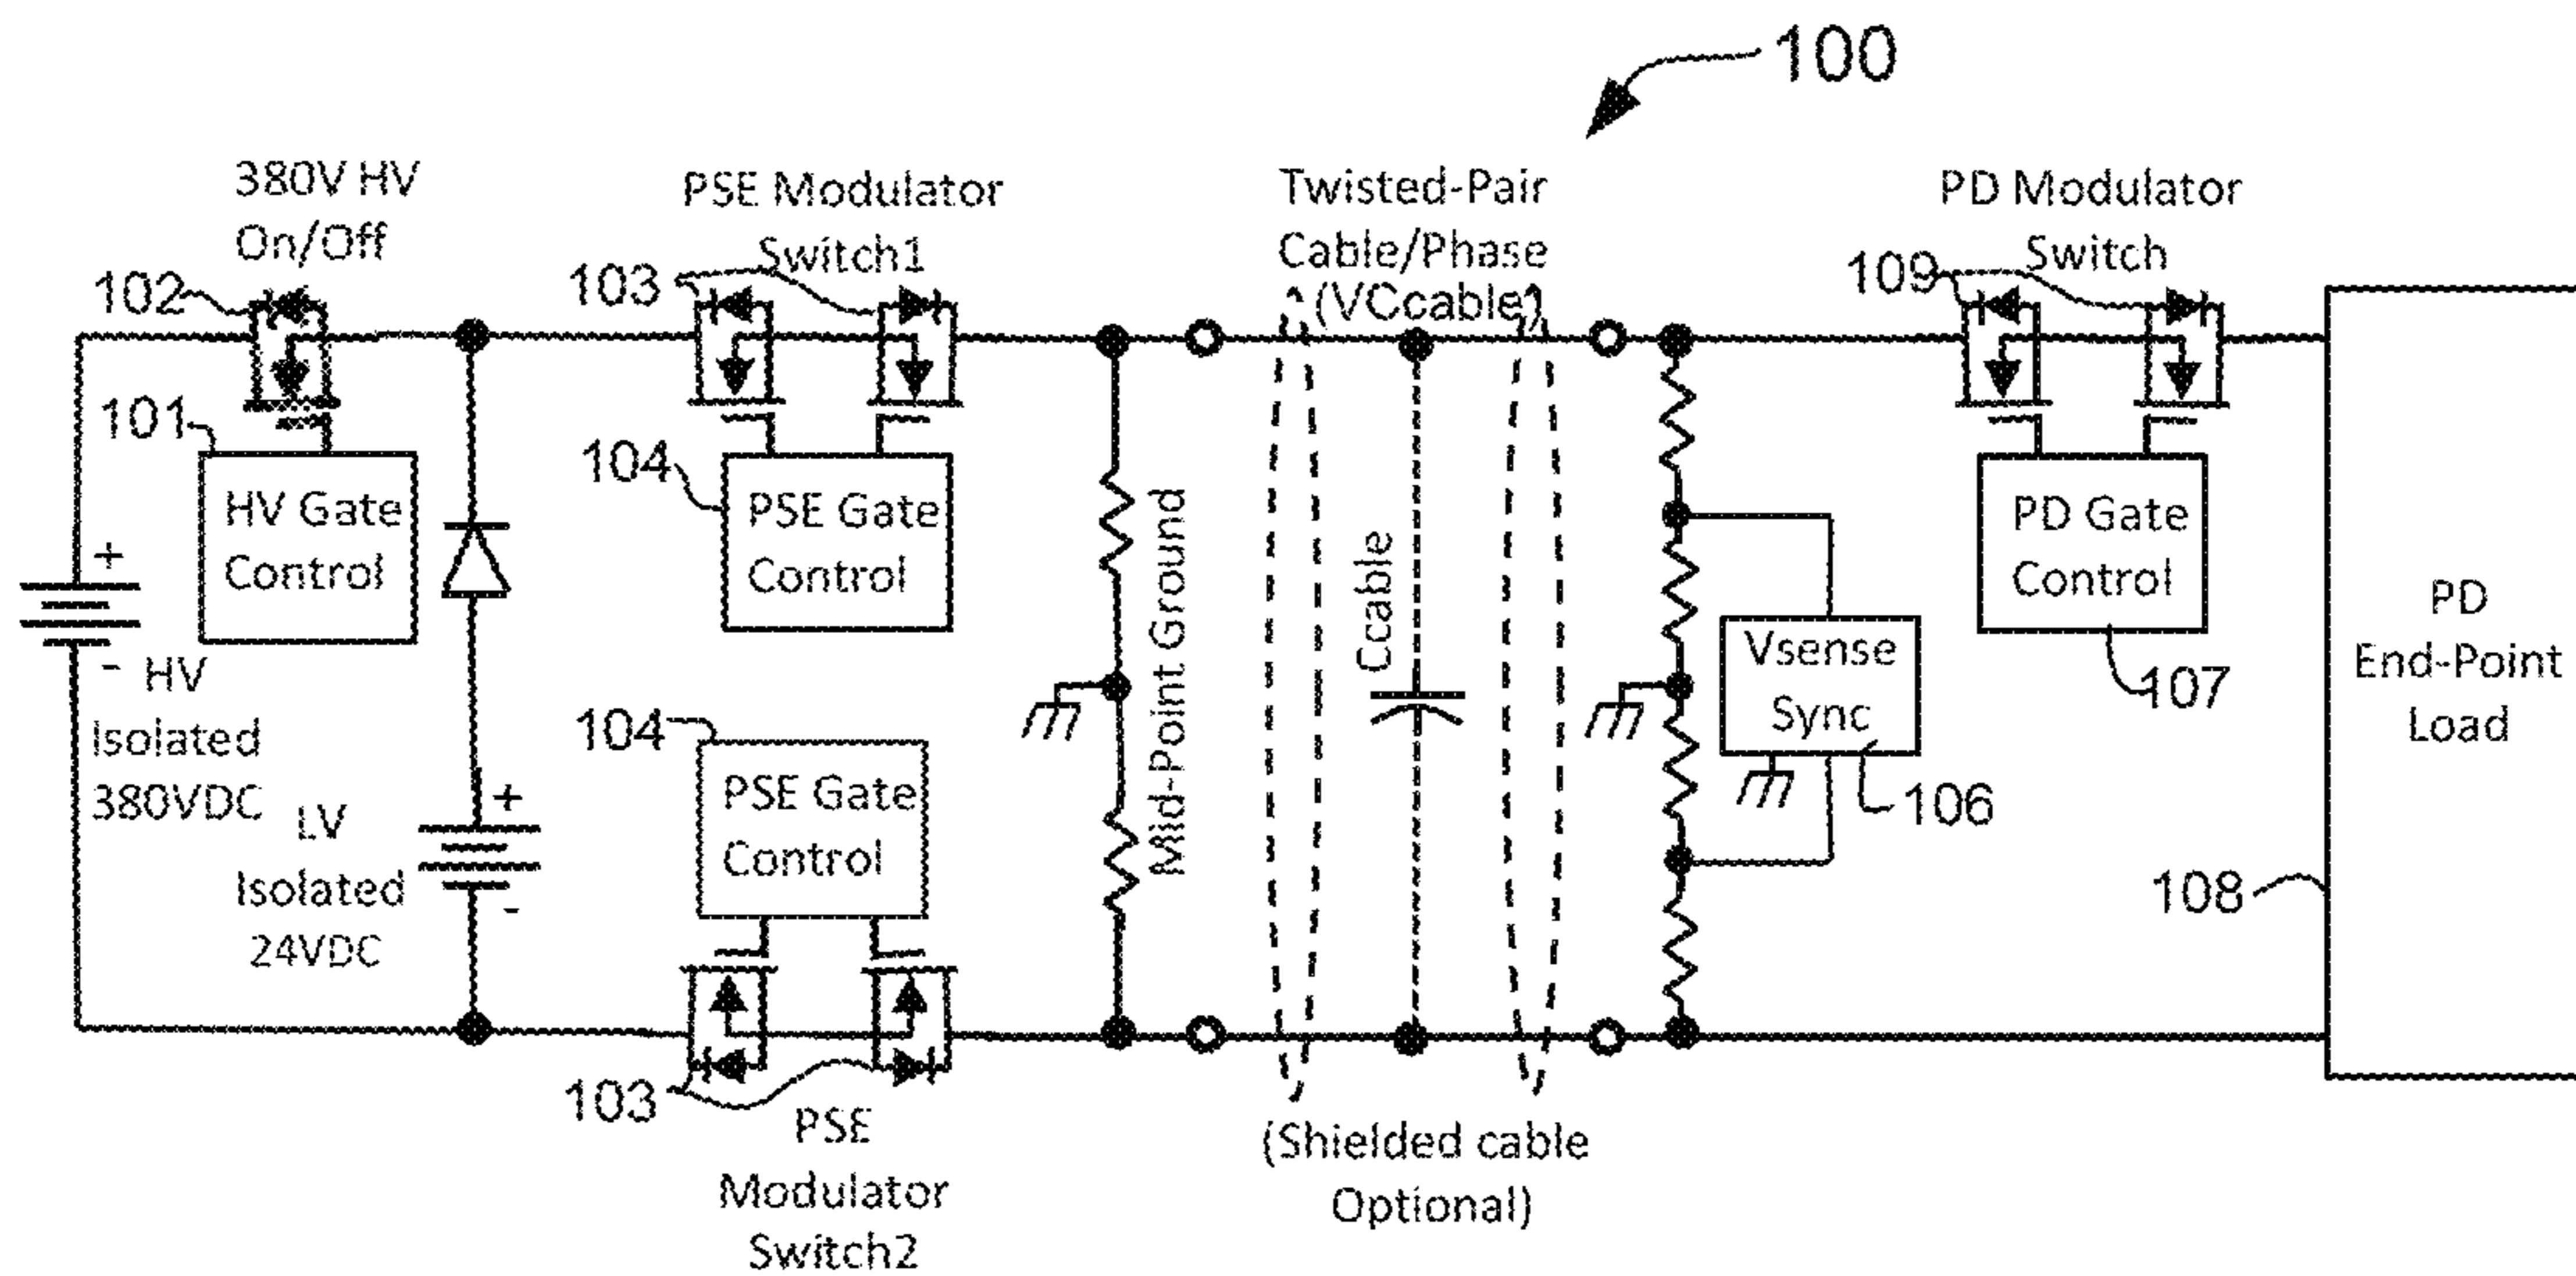 100
380V HV
On/Off
102
PSE Modulator
Switch1
103
Twisted-Pair
Cable/Phase
(VCcable)
PD Modulator
Switch
109
101
HV Gate
Control
104
PSE Gate
Control
Mid-Point Ground
Ccable
Vsense
Sync
106
PD Gate
Control
107
PD
End-Point
Load
108
+
-
HV
Isolated
380VDC
LV
Isolated
24VDC
+
-
104
PSE Gate
Control
103
PSE
Modulator
Switch2
(Shielded cable
Optional)